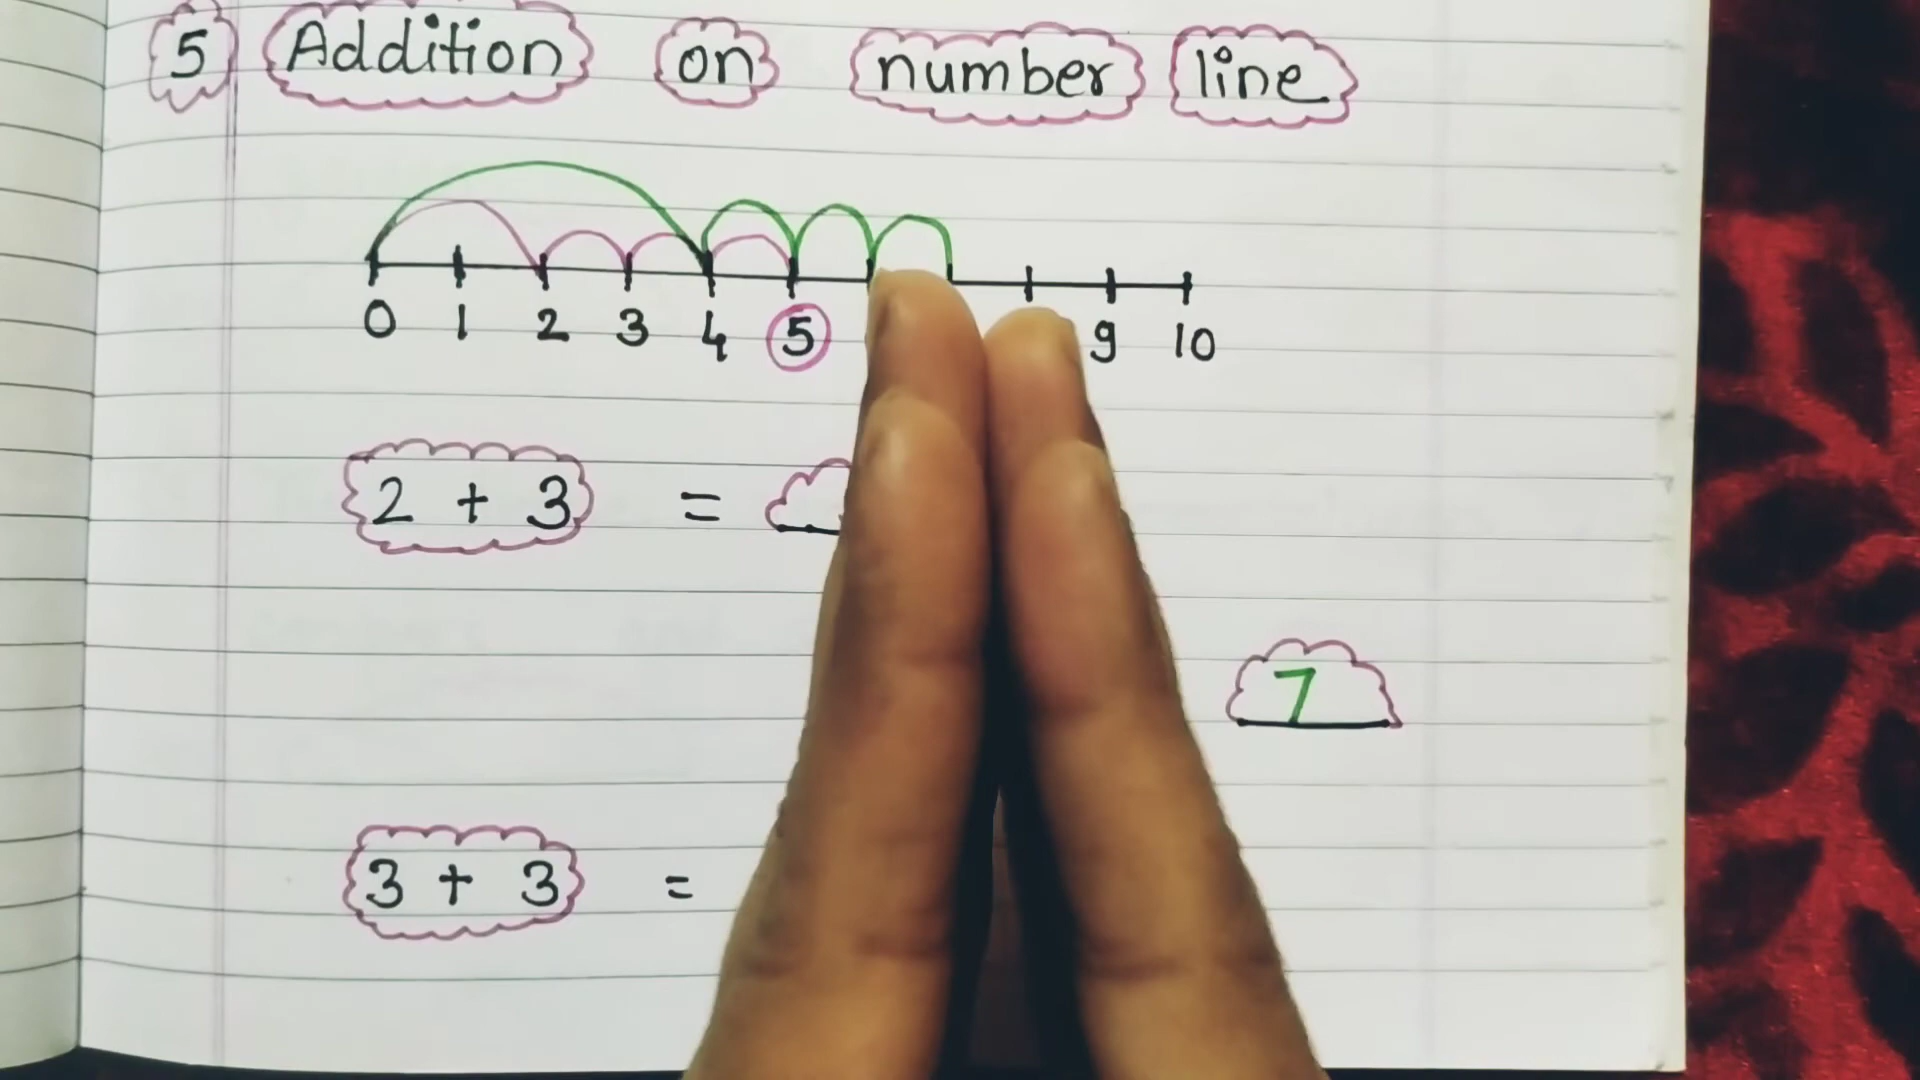 5 Addition on number line
0 1 2 3 4 5 9 10
2 + 3 =
7
3 + 3 =